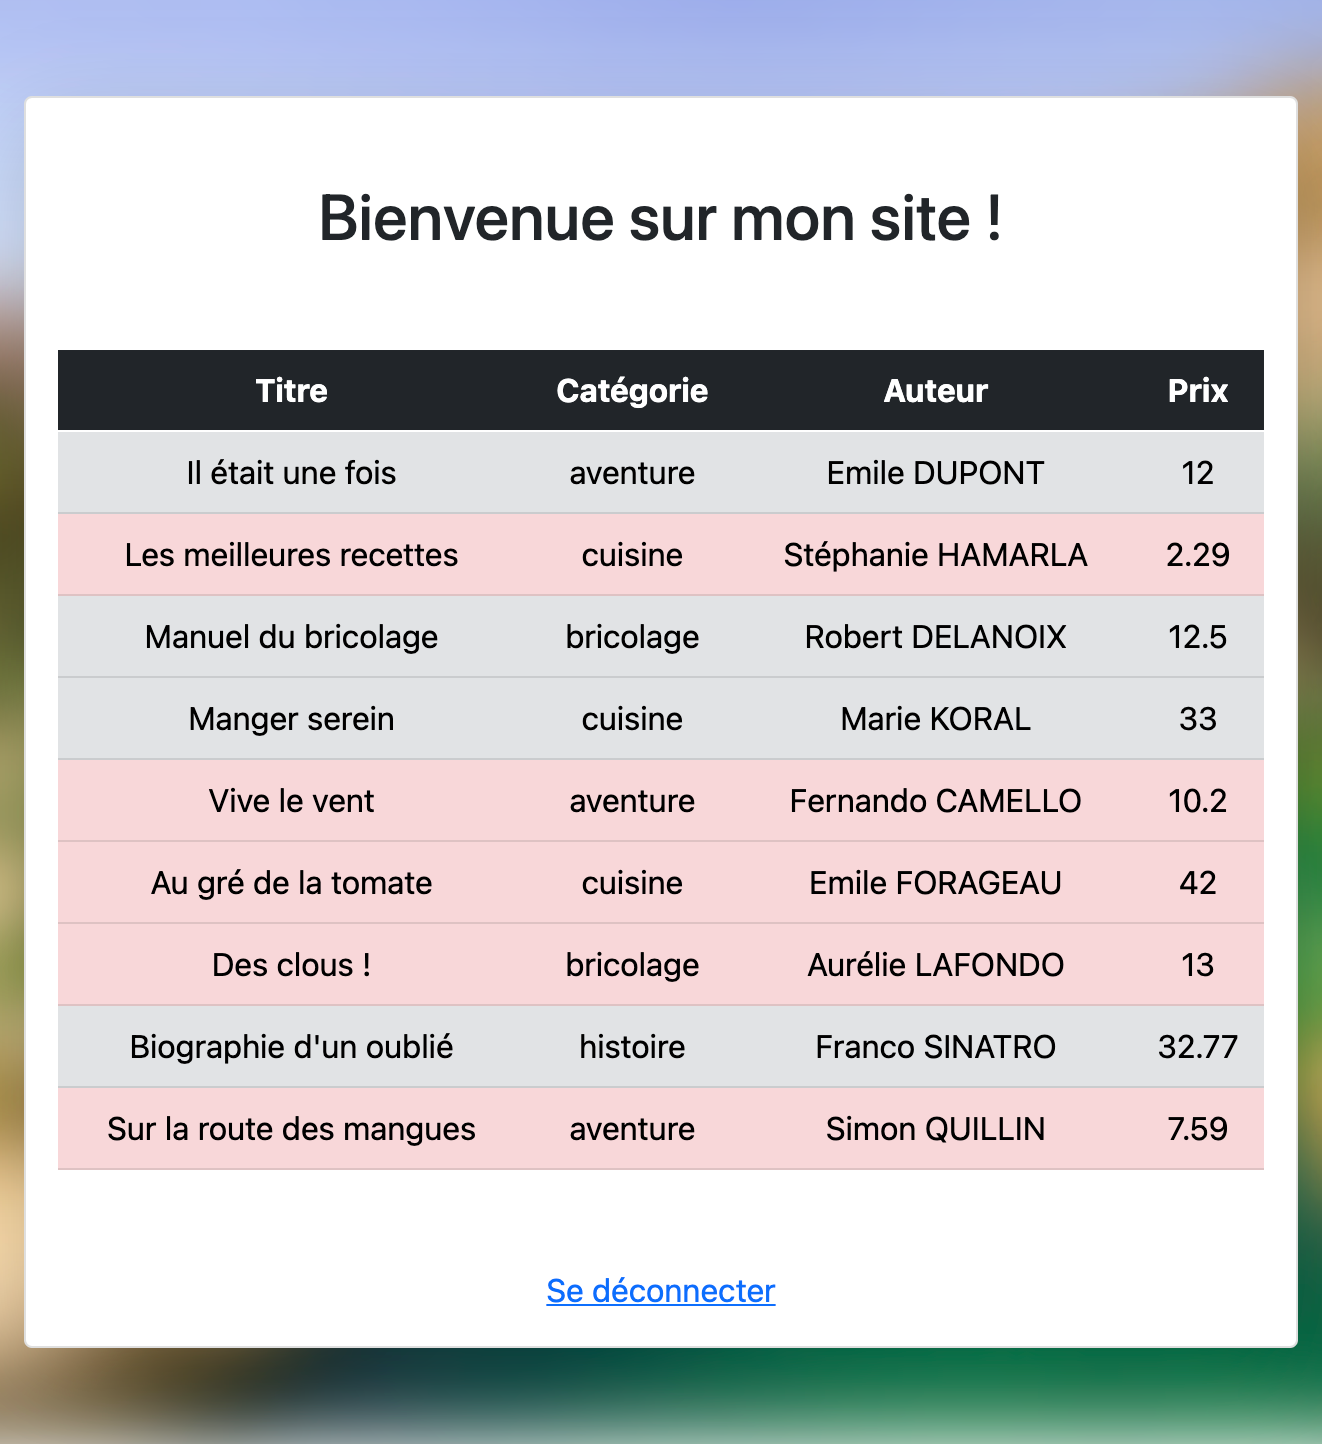 Bienvenue sur mon site !
Titre Catégorie Auteur Prix
Il était une fois aventure Emile DUPONT 12
Les meilleures recettes cuisine Stéphanie HAMARLA 2.29
Manuel du bricolage bricolage Robert DELANOIX 12.5
Manger serein cuisine Marie KORAL 33
Vive le vent aventure Fernando CAMELLO 10.2
Au gré de la tomate cuisine Emile FORAGEAU 42
Des clous ! bricolage Aurélie LAFONDO 13
Biographie d'un oublié histoire Franco SINATRO 32.77
Sur la route des mangues aventure Simon QUILLIN 7.59
Se déconnecter